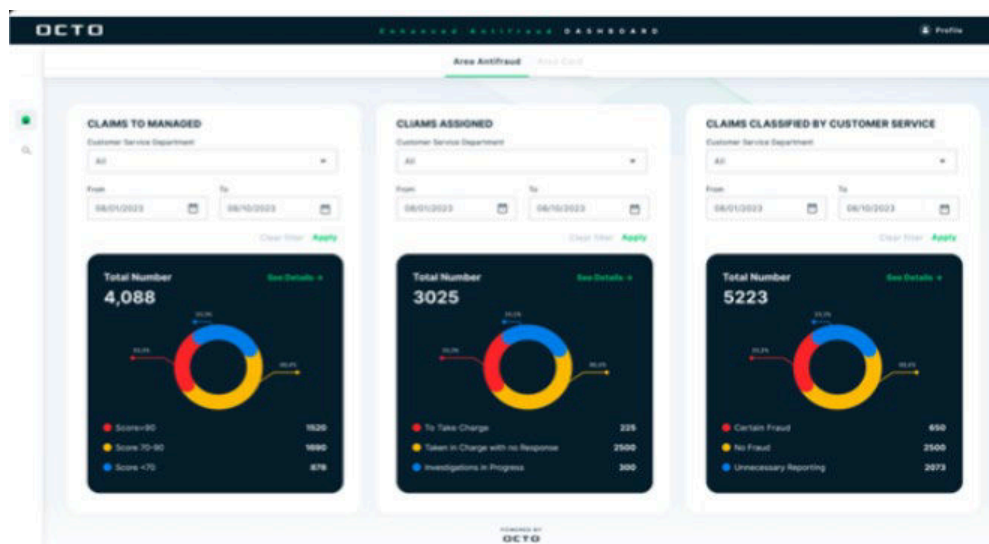 OCTO
Enhanced Antifraud DASHBOARD
Profile
Area Antifraud
CLAIMS TO MANAGED
Customer Service Department
All
From To
08/01/2023 08/10/2023
Clear filter Apply
Total Number See Details →
4,088
Score>90 1520
Score 70-90 1690
Score <70 878
CLIAMS ASSIGNED
Customer Service Department
All
From To
08/01/2023 08/10/2023
Clear filter Apply
Total Number See Details →
3025
To Take Charge 225
Taken in Charge with no Response 2500
Investigations in Progress 300
CLAIMS CLASSIFIED BY CUSTOMER SERVICE
Customer Service Department
All
From To
08/01/2023 08/10/2023
Clear filter Apply
Total Number See Details →
5223
Certain Fraud 650
No Fraud 2500
Unnecessary Reporting 2073
POWERED BY
OCTO